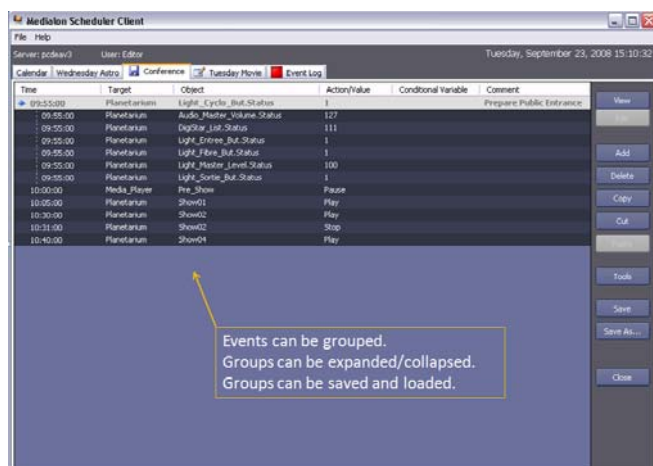 Medialon Scheduler Client
File Help
Server: pcdeav3 User: Editor Tuesday, September 23, 2008 15:10:32
Calendar Wednesday Astro Conference Tuesday Movie Event Log
Time Target Object Action/Value Conditional Variable Comment
09:55:00 Planetarium Light_Cyclo_But.Status 1 Prepare Public Entrance
09:55:00 Planetarium Audio_Master_Volume.Status 127
09:55:00 Planetarium DigiStar_List.Status 111
09:55:00 Planetarium Light_Entree_But.Status 1
09:55:00 Planetarium Light_Fibre_But.Status 1
09:55:00 Planetarium Light_Master_Level.Status 100
09:55:00 Planetarium Light_Sortie_But.Status 1
10:00:00 Media_Player Pre_Show Pause
10:05:00 Planetarium Show01 Play
10:30:00 Planetarium Show02 Play
10:31:00 Planetarium Show02 Stop
10:40:00 Planetarium Show04 Play
View
Add
Delete
Copy
Cut
Tools
Save
Save As...
Close
Events can be grouped.
Groups can be expanded/collapsed.
Groups can be saved and loaded.